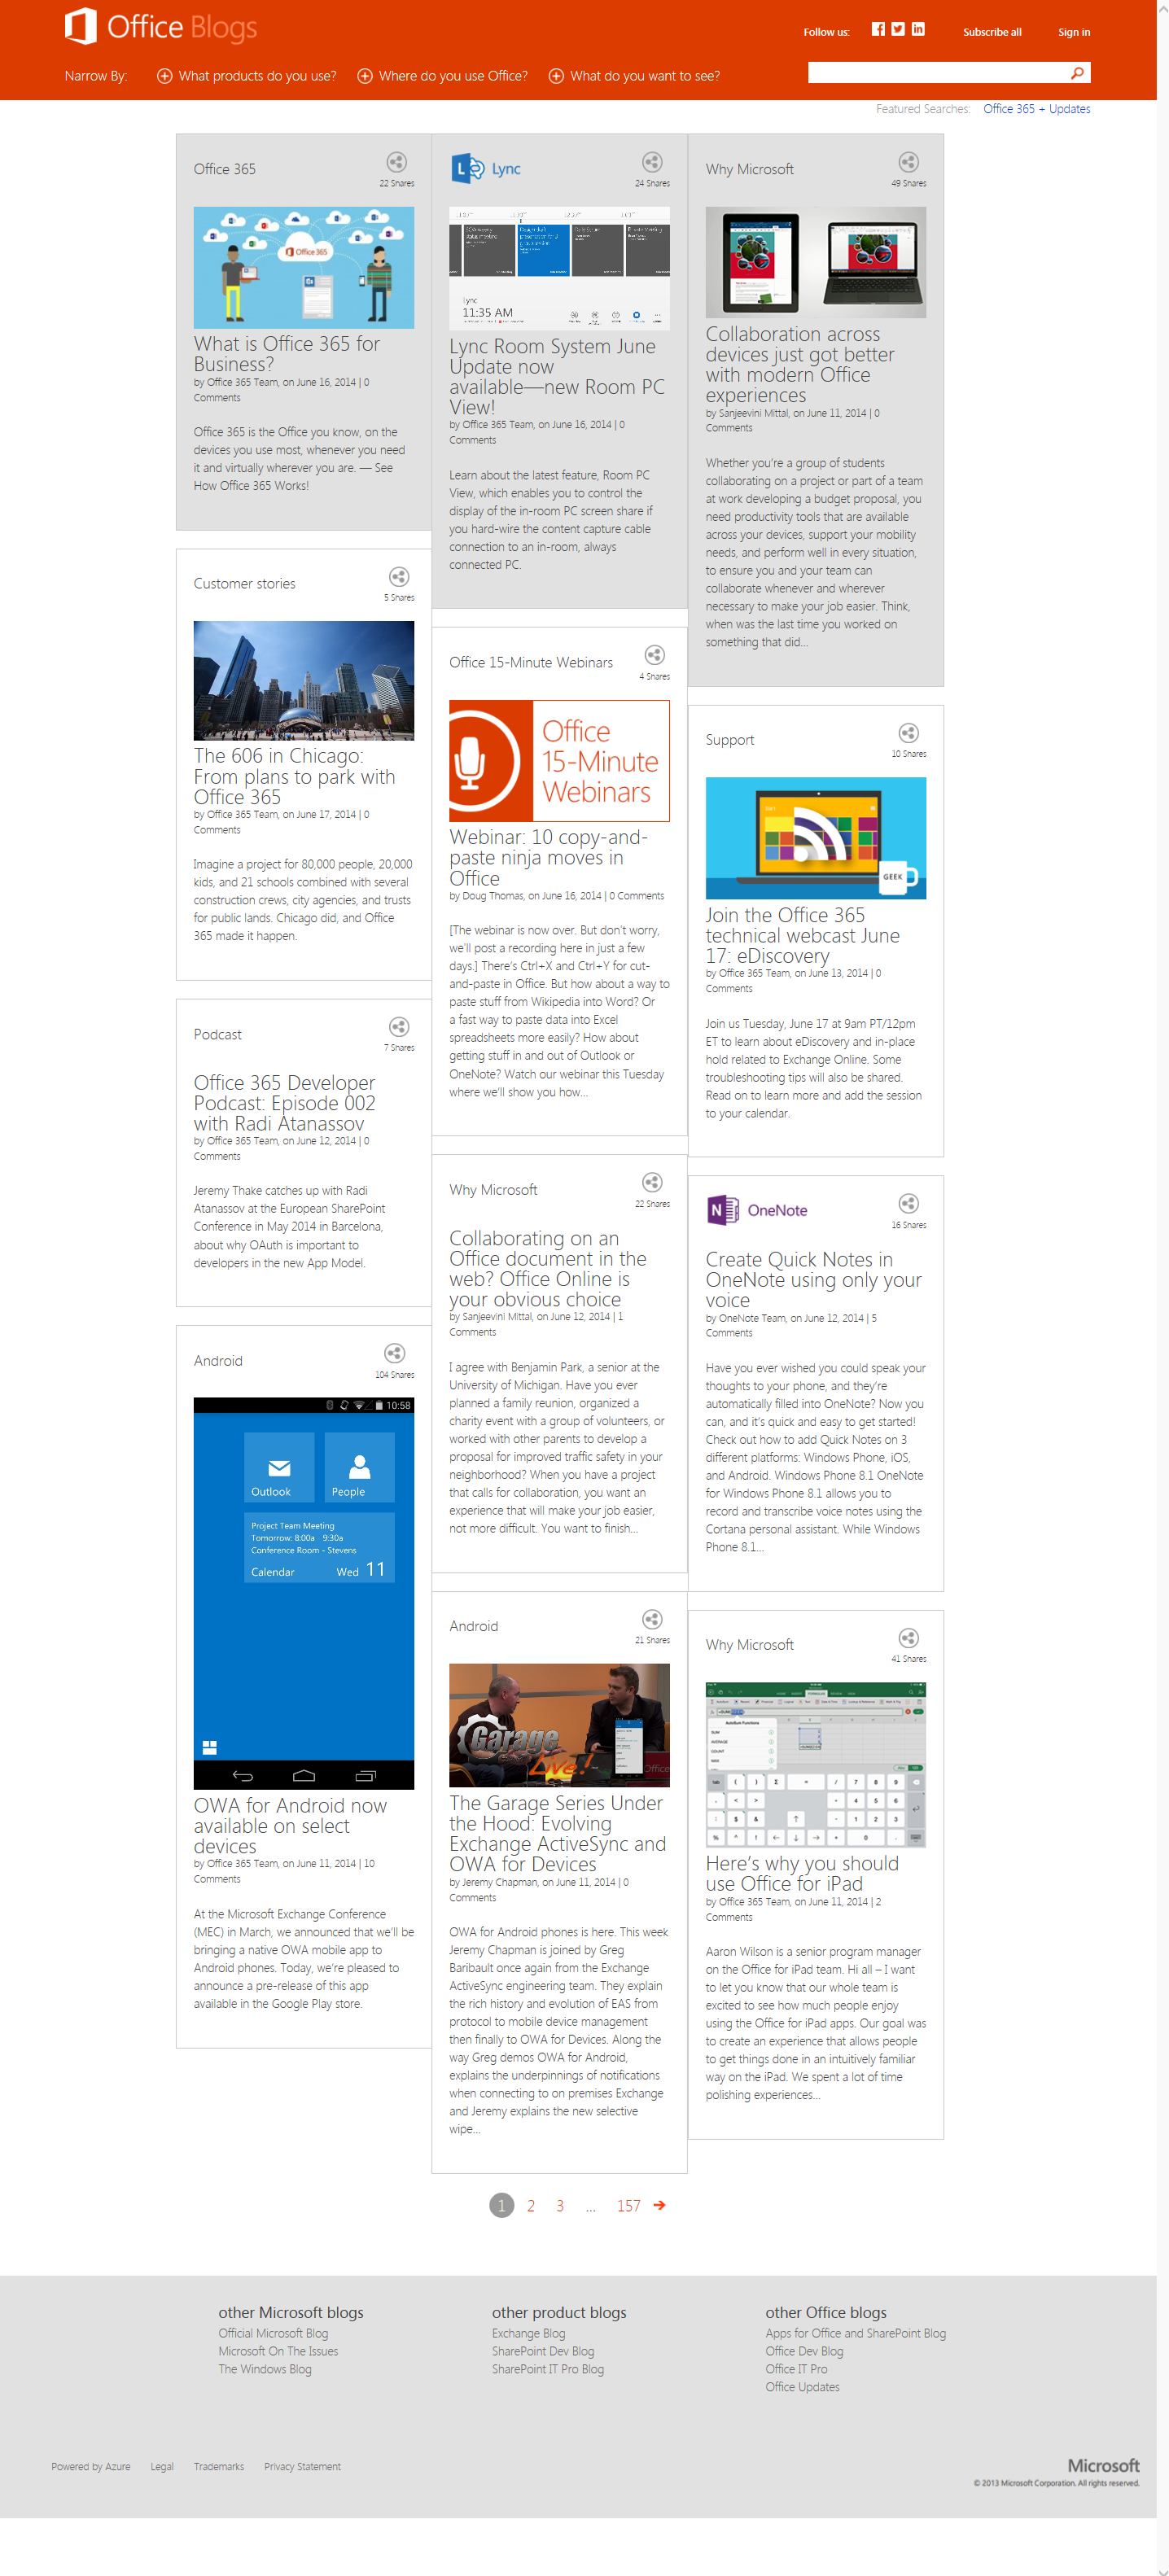 Office Blogs
Follow us:
Subscribe all
Sign in
Narrow By:
What products do you use?
Where do you use Office?
What do you want to see?
Featured Searches: Office 365 + Updates
Office 365
22 Shares
Office 365
What is Office 365 for
Business?
by Office 365 Team, on June 16, 2014 | 0
Comments
Office 365 is the Office you know, on the
devices you use most, whenever you need
it and virtually wherever you are. — See
How Office 365 Works!
Customer stories
5 Shares
The 606 in Chicago:
From plans to park with
Office 365
by Office 365 Team, on June 17, 2014 | 0
Comments
Imagine a project for 80,000 people, 20,000
kids, and 21 schools combined with several
construction crews, city agencies, and trusts
for public lands. Chicago did, and Office
365 made it happen.
Podcast
7 Shares
Office 365 Developer
Podcast: Episode 002
with Radi Atanassov
by Office 365 Team, on June 12, 2014 | 0
Comments
Jeremy Thake catches up with Radi
Atanassov at the European SharePoint
Conference in May 2014 in Barcelona,
about why OAuth is important to
developers in the new App Model.
Android
104 Shares
10:58
Outlook
People
Project Team Meeting
Tomorrow: 8:00a 9:30a
Conference Room - Stevens
Calendar
Wed 11
OWA for Android now
available on select
devices
by Office 365 Team, on June 11, 2014 | 10
Comments
At the Microsoft Exchange Conference
(MEC) in March, we announced that we'll be
bringing a native OWA mobile app to
Android phones. Today, we're pleased to
announce a pre-release of this app
available in the Google Play store.
Lync
24 Shares
Lync
11:35 AM
Lync Room System June
Update now
available—new Room PC
View!
by Office 365 Team, on June 16, 2014 | 0
Comments
Learn about the latest feature, Room PC
View, which enables you to control the
display of the in-room PC screen share if
you hard-wire the content capture cable
connection to an in-room, always
connected PC.
Office 15-Minute Webinars
4 Shares
Office
15-Minute
Webinars
Webinar: 10 copy-and-
paste ninja moves in
Office
by Doug Thomas, on June 16, 2014 | 0 Comments
[The webinar is now over. But don't worry,
we'll post a recording here in just a few
days.] There's Ctrl+X and Ctrl+Y for cut-
and-paste in Office. But how about a way to
paste stuff from Wikipedia into Word? Or
a fast way to paste data into Excel
spreadsheets more easily? How about
getting stuff in and out of Outlook or
OneNote? Watch our webinar this Tuesday
where we'll show you how...
Why Microsoft
22 Shares
Collaborating on an
Office document in the
web? Office Online is
your obvious choice
by Sanjeevini Mittal, on June 12, 2014 | 1
Comments
I agree with Benjamin Park, a senior at the
University of Michigan. Have you ever
planned a family reunion, organized a
charity event with a group of volunteers, or
worked with other parents to develop a
proposal for improved traffic safety in your
neighborhood? When you have a project
that calls for collaboration, you want an
experience that will make your job easier,
not more difficult. You want to finish...
Android
21 Shares
Garage
Live!
Office
The Garage Series Under
the Hood: Evolving
Exchange ActiveSync and
OWA for Devices
by Jeremy Chapman, on June 11, 2014 | 0
Comments
OWA for Android phones is here. This week
Jeremy Chapman is joined by Greg
Baribault once again from the Exchange
ActiveSync engineering team. They explain
the rich history and evolution of EAS from
protocol to mobile device management
then finally to OWA for Devices. Along the
way Greg demos OWA for Android,
explains the underpinnings of notifications
when connecting to on premises Exchange
and Jeremy explains the new selective
wipe...
Why Microsoft
49 Shares
Collaboration across
devices just got better
with modern Office
experiences
by Sanjeevini Mittal, on June 11, 2014 | 0
Comments
Whether you're a group of students
collaborating on a project or part of a team
at work developing a budget proposal, you
need productivity tools that are available
across your devices, support your mobility
needs, and perform well in every situation,
to ensure you and your team can
collaborate whenever and wherever
necessary to make your job easier. Think,
when was the last time you worked on
something that did...
Support
10 Shares
GEEK
Join the Office 365
technical webcast June
17: eDiscovery
by Office 365 Team, on June 13, 2014 | 0
Comments
Join us Tuesday, June 17 at 9am PT/12pm
ET to learn about eDiscovery and in-place
hold related to Exchange Online. Some
troubleshooting tips will also be shared.
Read on to learn more and add the session
to your calendar.
OneNote
16 Shares
Create Quick Notes in
OneNote using only your
voice
by OneNote Team, on June 12, 2014 | 5
Comments
Have you ever wished you could speak your
thoughts to your phone, and they're
automatically filled into OneNote? Now you
can, and it's quick and easy to get started!
Check out how to add Quick Notes on 3
different platforms: Windows Phone, iOS,
and Android. Windows Phone 8.1 OneNote
for Windows Phone 8.1 allows you to
record and transcribe voice notes using the
Cortana personal assistant. While Windows
Phone 8.1...
Why Microsoft
41 Shares
Here's why you should
use Office for iPad
by Office 365 Team, on June 11, 2014 | 2
Comments
Aaron Wilson is a senior program manager
on the Office for iPad team. Hi all – I want
to let you know that our whole team is
excited to see how much people enjoy
using the Office for iPad apps. Our goal was
to create an experience that allows people
to get things done in an intuitively familiar
way on the iPad. We spent a lot of time
polishing experiences...
1 2 3 ... 157
other Microsoft blogs
Official Microsoft Blog
Microsoft On The Issues
The Windows Blog
other product blogs
Exchange Blog
SharePoint Dev Blog
SharePoint IT Pro Blog
other Office blogs
Apps for Office and SharePoint Blog
Office Dev Blog
Office IT Pro
Office Updates
Powered by Azure
Legal
Trademarks
Privacy Statement
Microsoft
© 2013 Microsoft Corporation. All rights reserved.